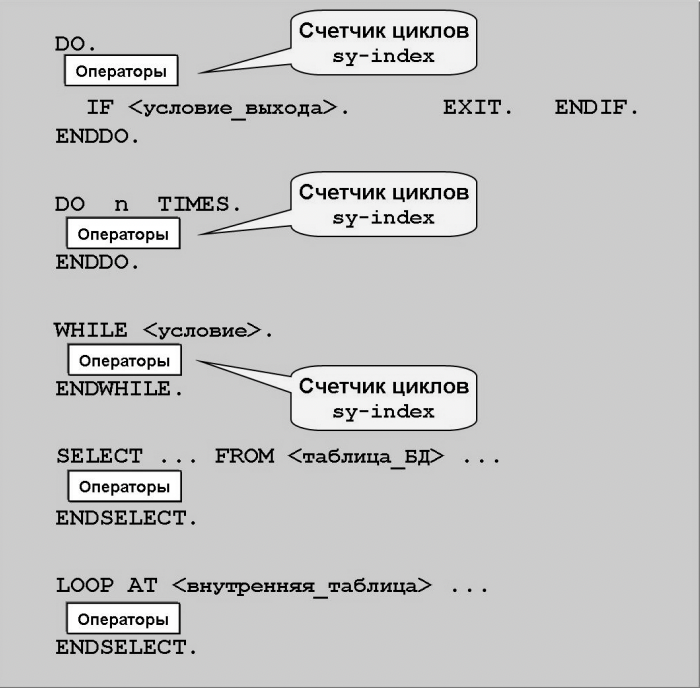 DO.
Счетчик циклов
sy-index
Операторы
IF <условие_выхода>. EXIT. ENDIF.
ENDDO.
DO n TIMES.
Счетчик циклов
sy-index
Операторы
ENDDO.
WHILE <условие>.
Операторы
Счетчик циклов
sy-index
ENDWHILE.
SELECT ... FROM <таблица_БД> ...
Операторы
ENDSELECT.
LOOP AT <внутренняя_таблица> ...
Операторы
ENDSELECT.